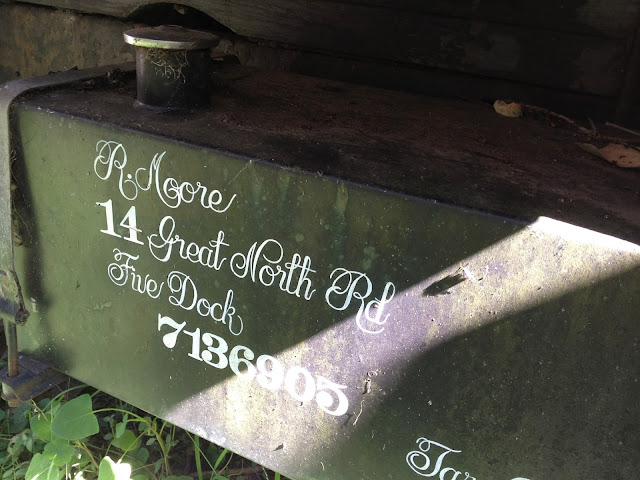 R. Moore
14 Great North Rd
Five Dock
7136905